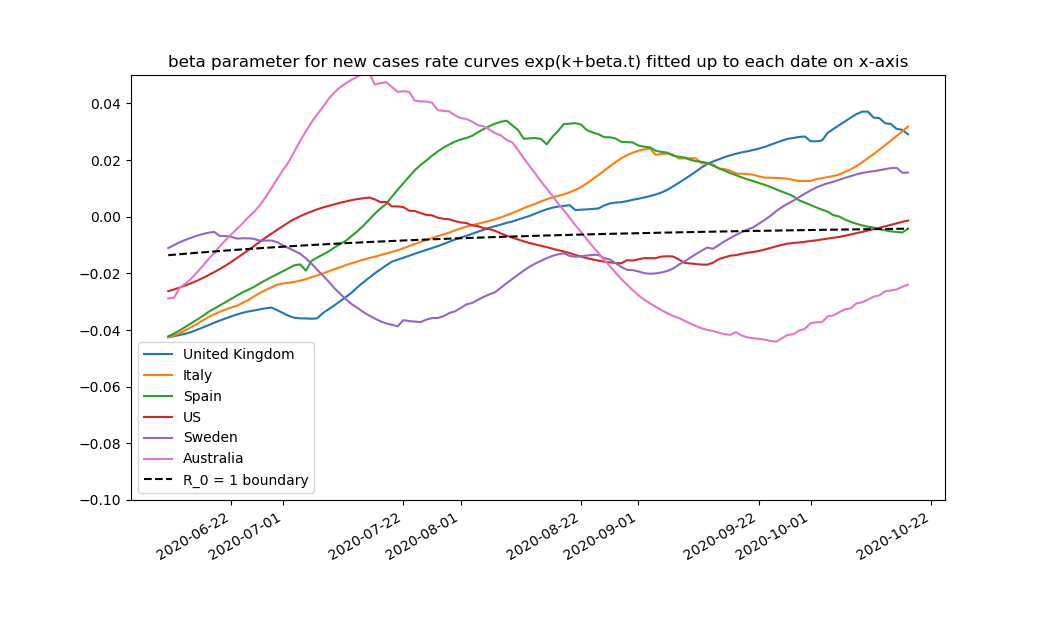 beta parameter for new cases rate curves exp(k+beta.t) fitted up to each date on x-axis
0.04
0.02
0.00
−0.02
−0.04
−0.06
−0.08
−0.10
United Kingdom
Italy
Spain
US
Sweden
Australia
R_0 = 1 boundary
2020-06-22
2020-07-01
2020-07-22
2020-08-01
2020-08-22
2020-09-01
2020-09-22
2020-10-01
2020-10-22